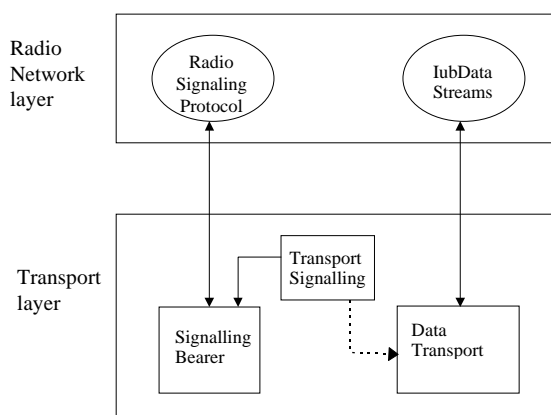 Radio
Network
layer
Radio
Signaling
Protocol
IubData
Streams
Transport
layer
Transport
Signalling
Signalling
Bearer
Data
Transport